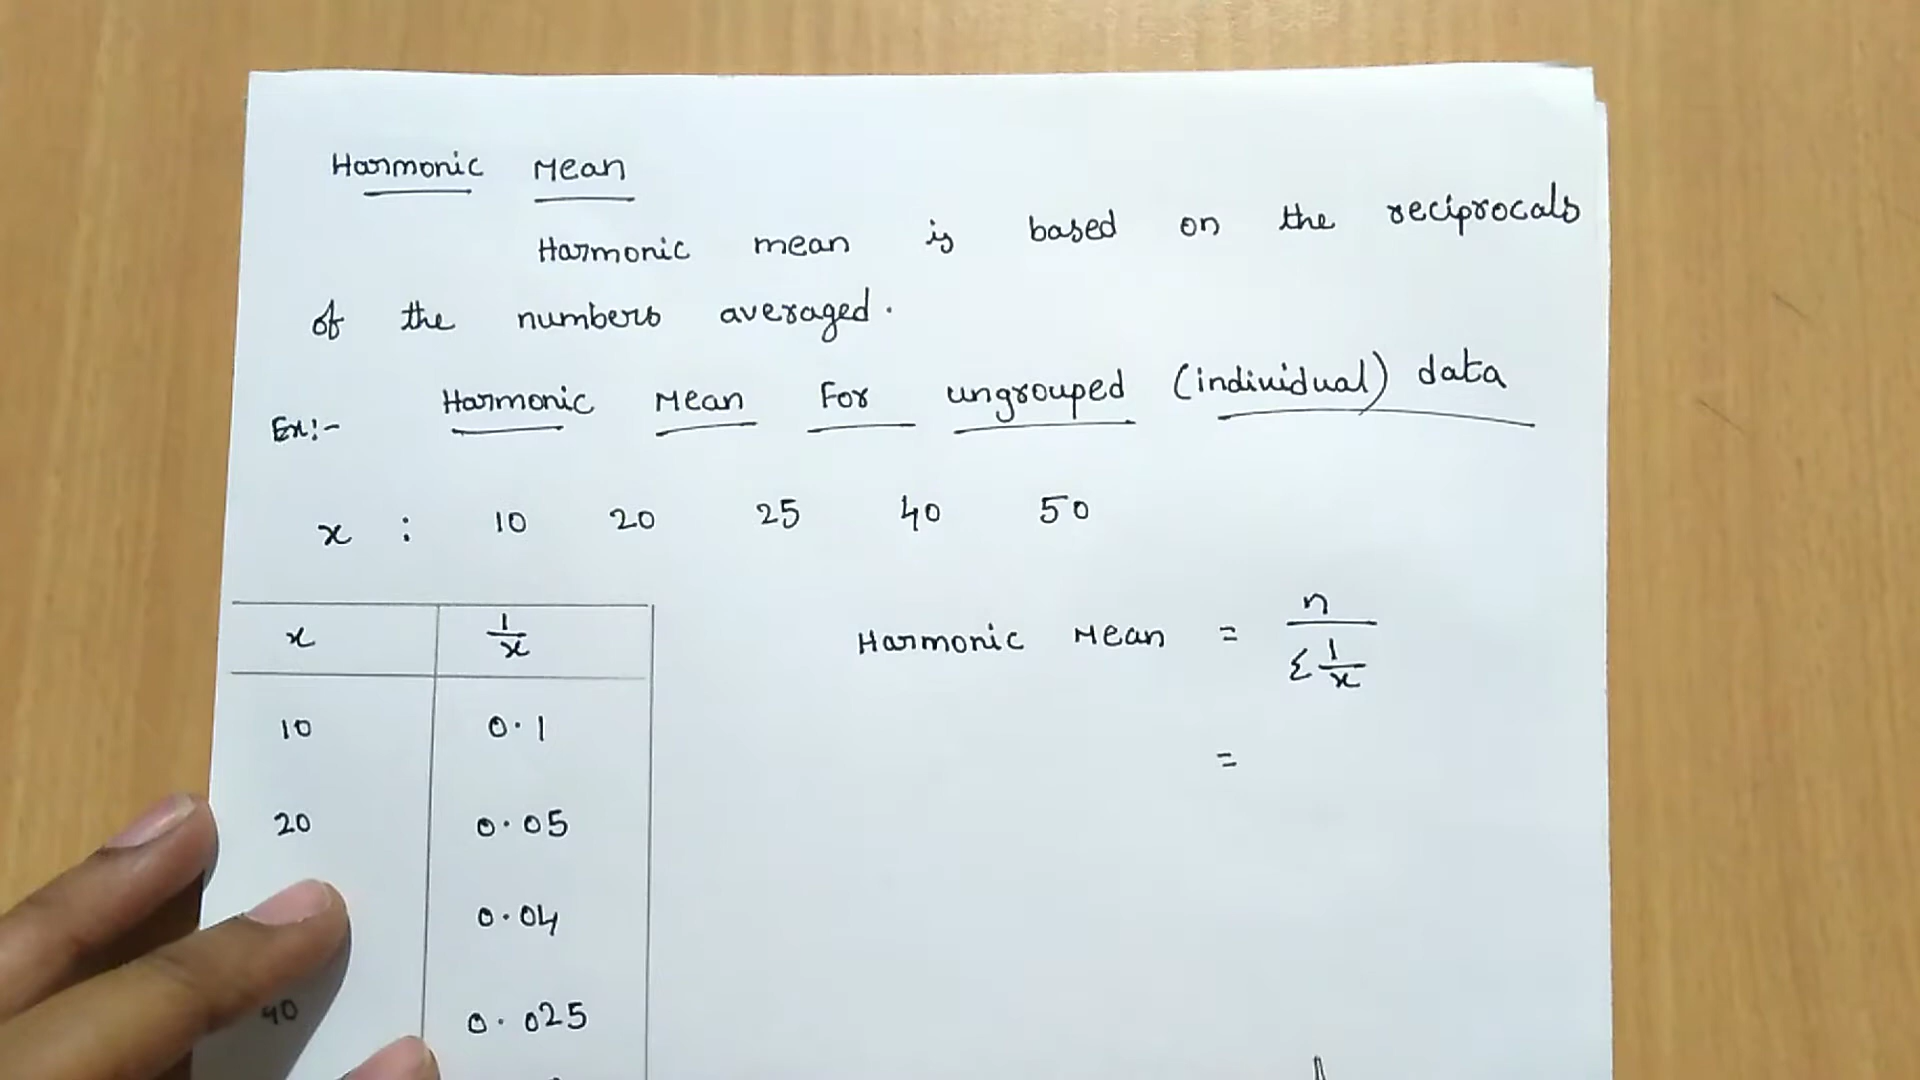 Harmonic Mean
Harmonic mean is based on the reciprocals
of the numbers averaged.
Ex:- Harmonic Mean For ungrouped (individual) data
x : 10 20 25 40 50
x 1/x
Harmonic Mean = n / Σ 1/x
10 0.1
=
20 0.05
0.04
40 0.025